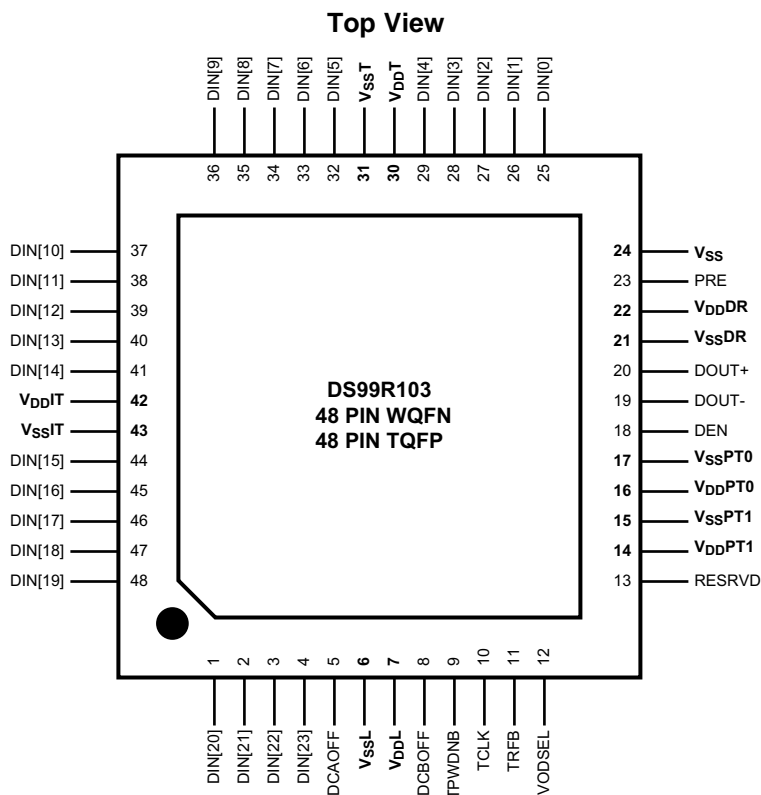 Top View
DIN[9]
DIN[8]
DIN[7]
DIN[6]
DIN[5]
VSST
VDDT
DIN[4]
DIN[3]
DIN[2]
DIN[1]
DIN[0]
36
35
34
33
32
31
30
29
28
27
26
25
DIN[10] 37
DIN[11] 38
DIN[12] 39
DIN[13] 40
DIN[14] 41
VDDIT 42
VSSIT 43
DIN[15] 44
DIN[16] 45
DIN[17] 46
DIN[18] 47
DIN[19] 48
DS99R103
48 PIN WQFN
48 PIN TQFP
24 VSS
23 PRE
22 VDDDR
21 VSSDR
20 DOUT+
19 DOUT-
18 DEN
17 VSSPT0
16 VDDPT0
15 VSSPT1
14 VDDPT1
13 RESRVD
1
2
3
4
5
6
7
8
9
10
11
12
DIN[20]
DIN[21]
DIN[22]
DIN[23]
DCAOFF
VSSL
VDDL
DCBOFF
TPWDNB
TCLK
TRFB
VODSEL